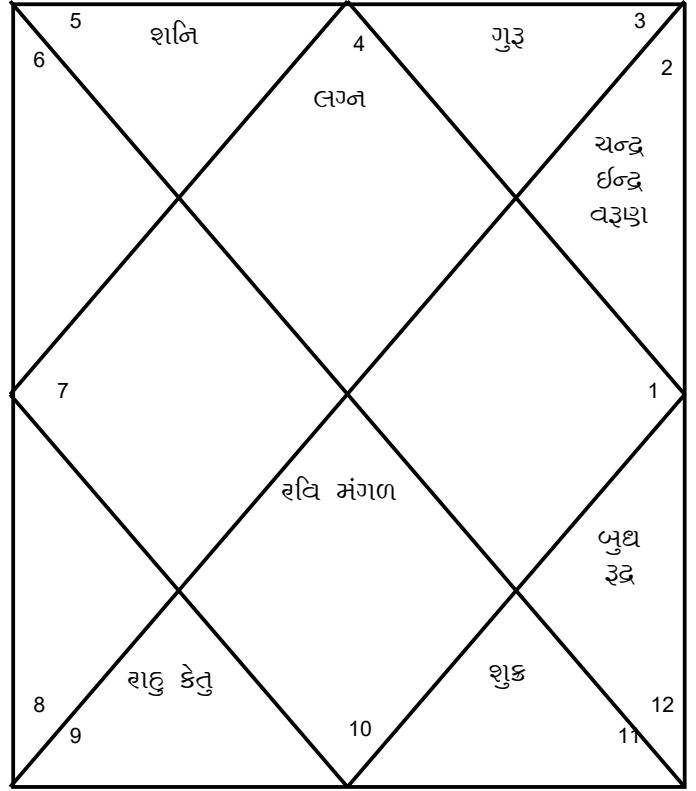 5
શનિ
4
ગુરૂ
3
6
2
લગ્ન
ચન્દ્ર
ઈન્દ્ર
વરૂણ
7
1
રવિ મંગળ
બુધ
રૂદ્ર
રાહુ કેતુ
શુક્ર
8
12
9
10
11